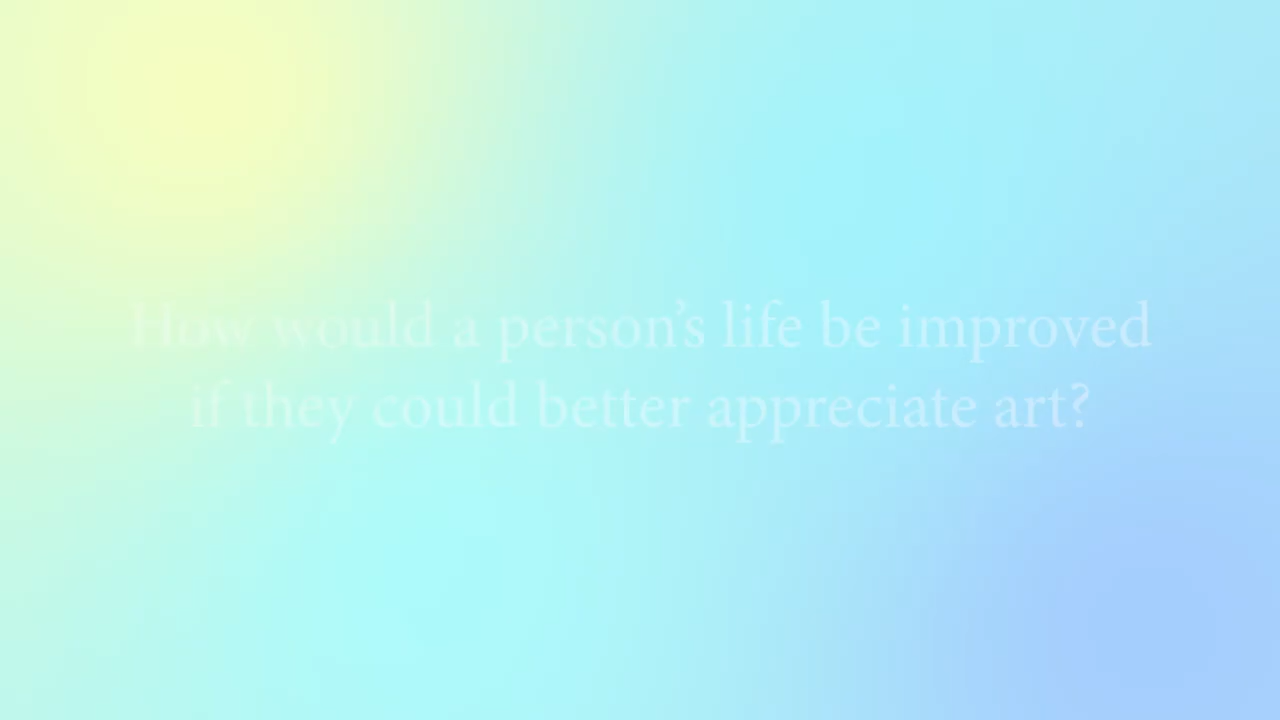 How would a person’s life be improved
if they could better appreciate art?